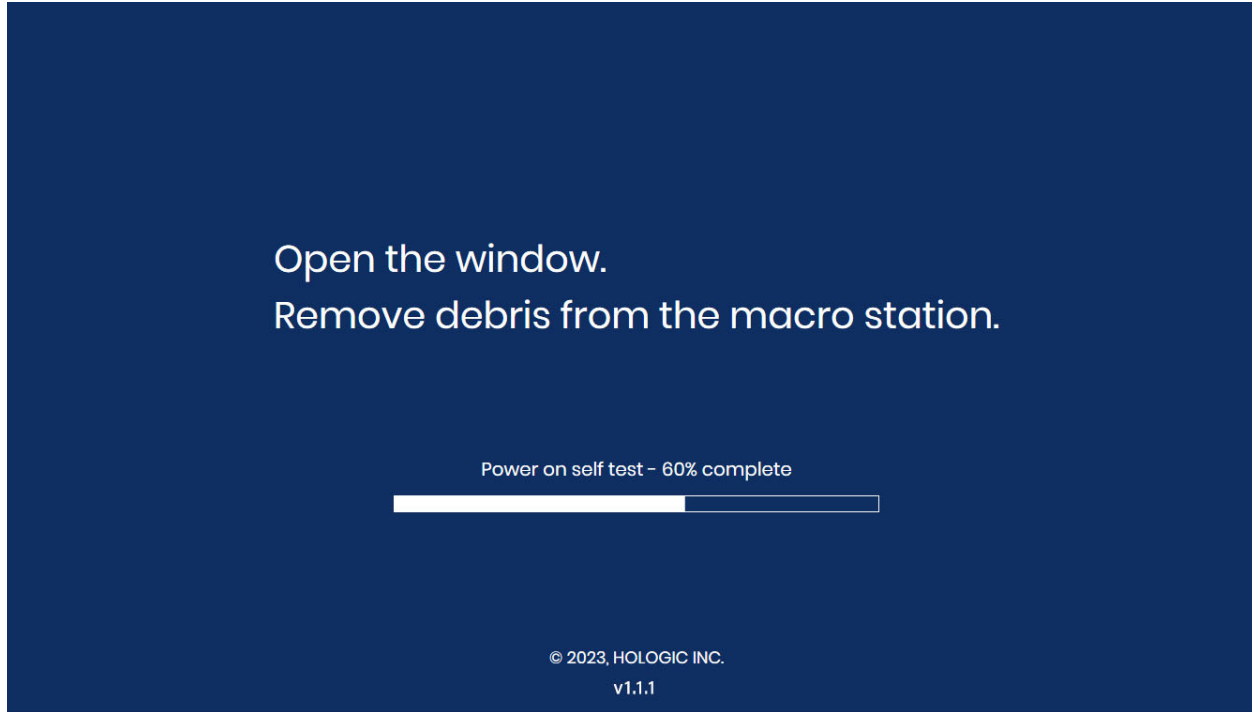 Open the window.
Remove debris from the macro station.
Power on self test - 60% complete
© 2023, HOLOGIC INC.
v1.1.1